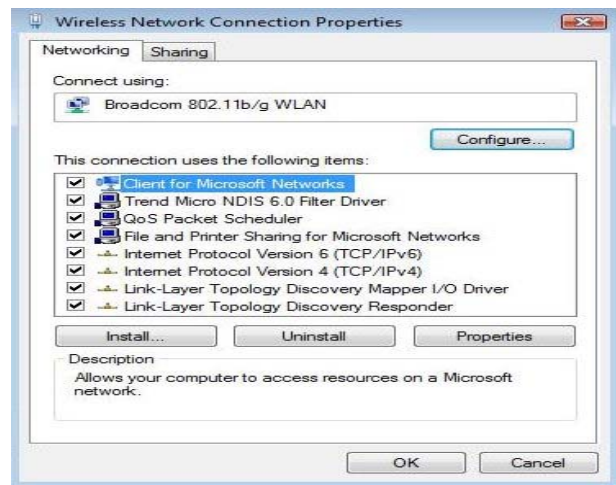 Wireless Network Connection Properties
Networking Sharing
Connect using:
Broadcom 802.11b/g WLAN
Configure...
This connection uses the following items:
Client for Microsoft Networks
Trend Micro NDIS 6.0 Filter Driver
QoS Packet Scheduler
File and Printer Sharing for Microsoft Networks
Internet Protocol Version 6 (TCP/IPv6)
Internet Protocol Version 4 (TCP/IPv4)
Link-Layer Topology Discovery Mapper I/O Driver
Link-Layer Topology Discovery Responder
Install... Uninstall Properties
Description
Allows your computer to access resources on a Microsoft
network.
OK Cancel